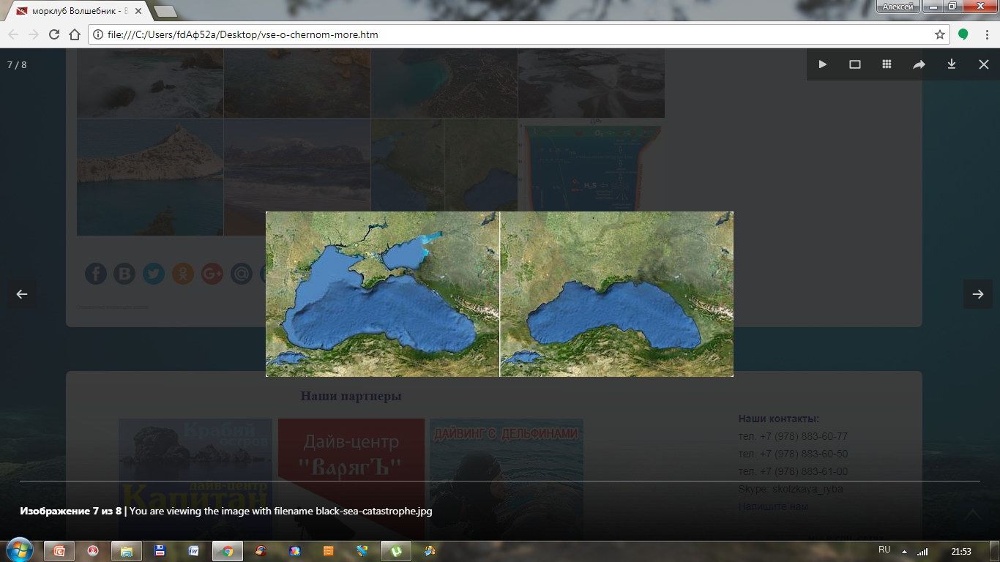 морклуб Волшебник - В
Алексей
file:///C:/Users/fdAф52a/Desktop/vse-o-chernom-more.htm
7 / 8
O₂
H₂S
Наши партнеры
Крабий
остров
дайв-центр
Капитан
Дайв-центр
"ВарягЪ"
ДАЙВИНГ С ДЕЛЬФИНАМИ
Наши контакты:
тел. +7 (978) 883-60-77
тел. +7 (978) 883-60-50
тел. +7 (978) 883-61-00
Skype: skolzkaya_ryba
Напишите нам
Изображение 7 из 8 | You are viewing the image with filename black-sea-catastrophe.jpg
RU
21:53